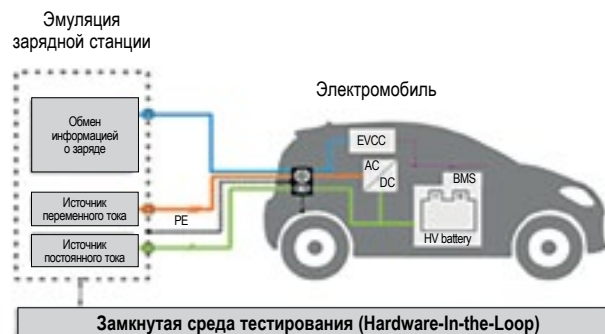 Эмуляция
зарядной станции
Электромобиль
Обмен
информацией
о заряде
EVCC
AC
DC
BMS
HV battery
Источник
переменного тока
PE
Источник
постоянного тока
Замкнутая среда тестирования (Hardware-In-the-Loop)